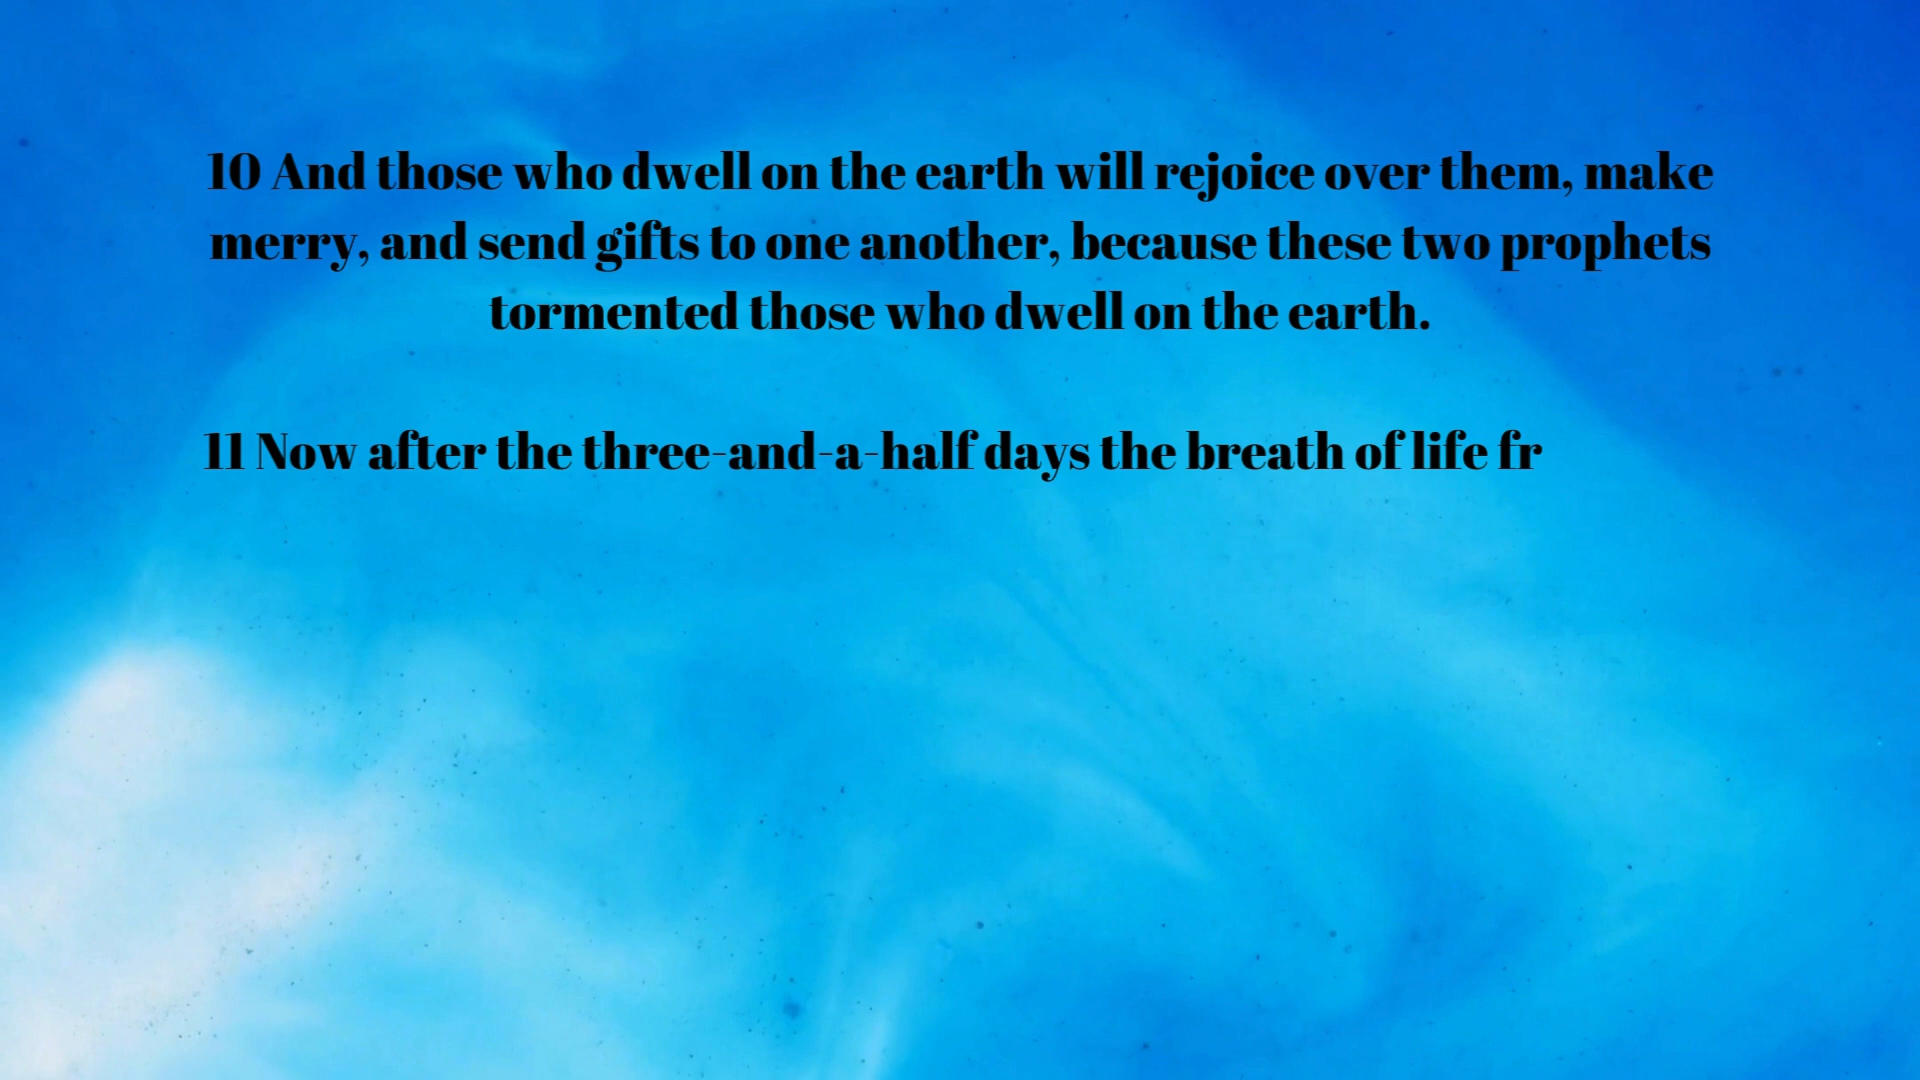 10 And those who dwell on the earth will rejoice over them, make
merry, and send gifts to one another, because these two prophets
tormented those who dwell on the earth.
11 Now after the three-and-a-half days the breath of life fr